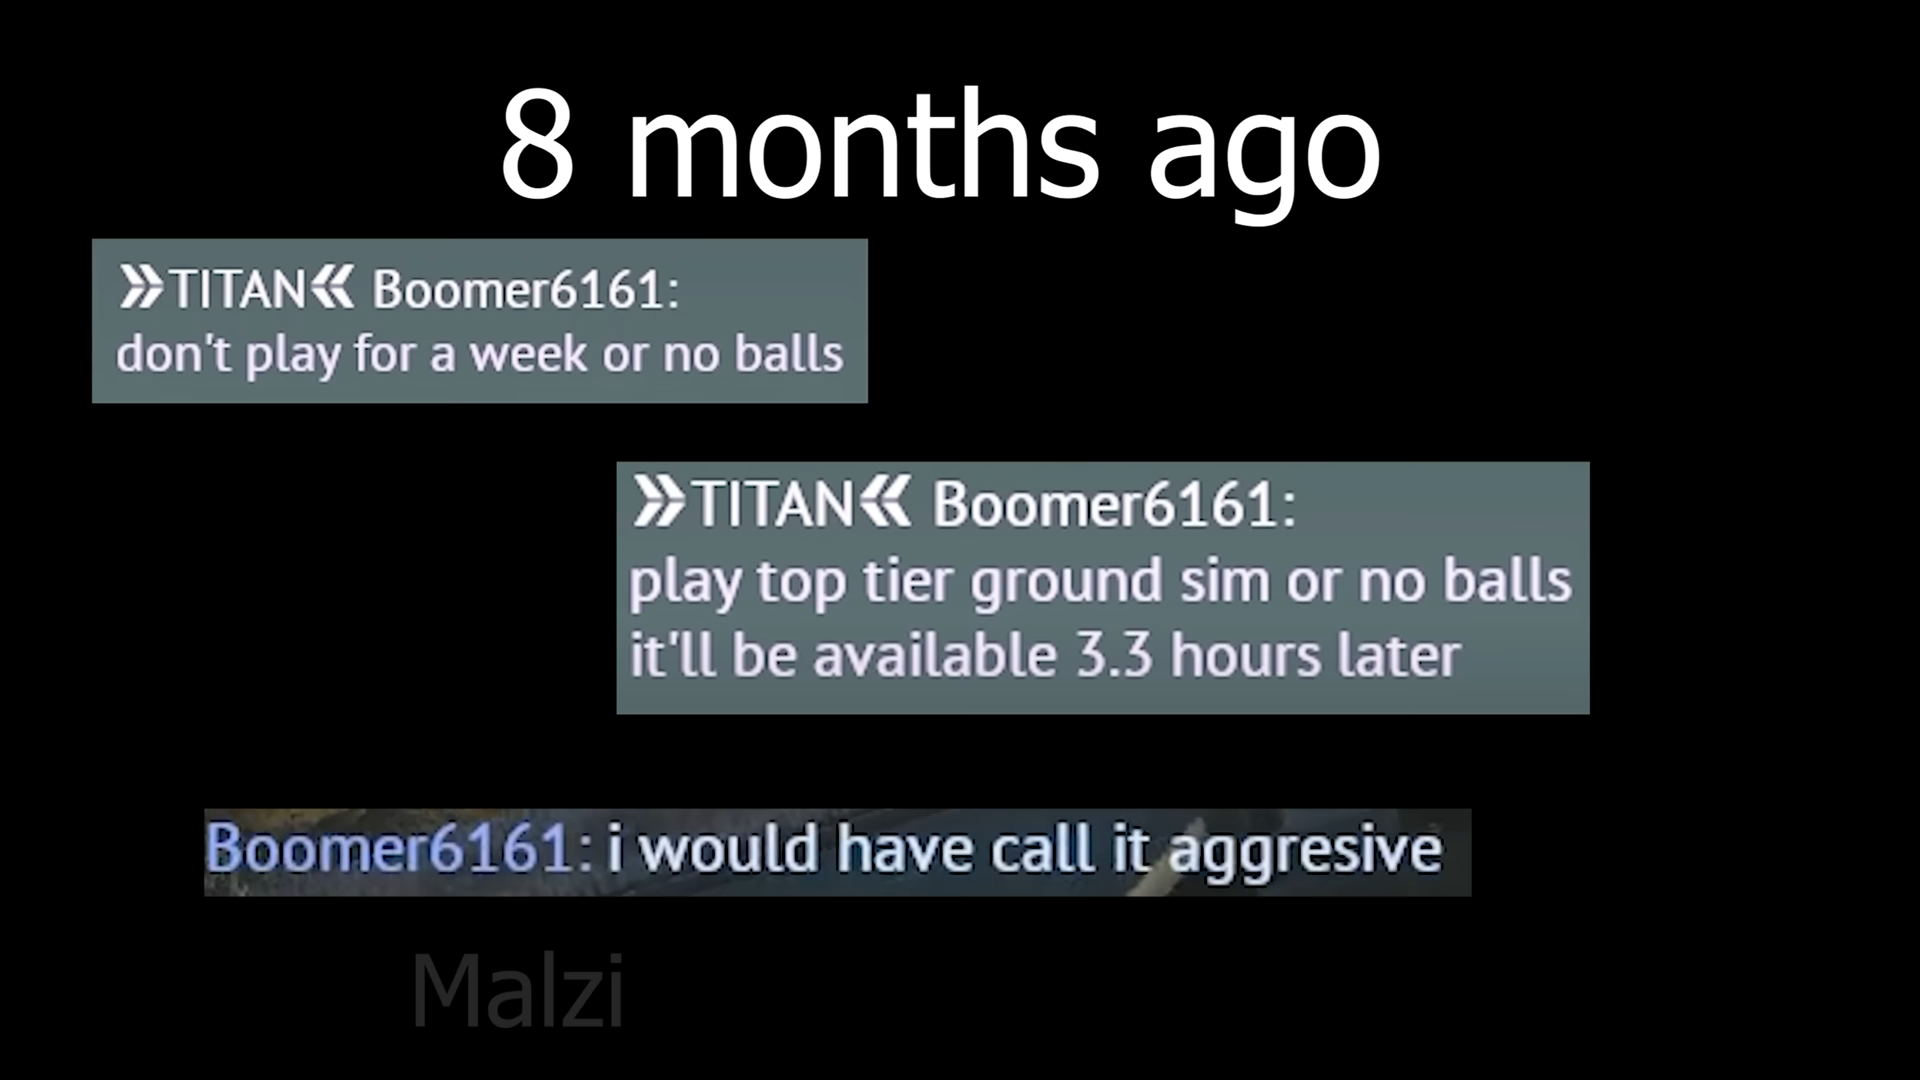 8 months ago
»TITAN« Boomer6161:
don't play for a week or no balls
»TITAN« Boomer6161:
play top tier ground sim or no balls
it'll be available 3.3 hours later
Boomer6161: i would have call it aggresive
Malzi